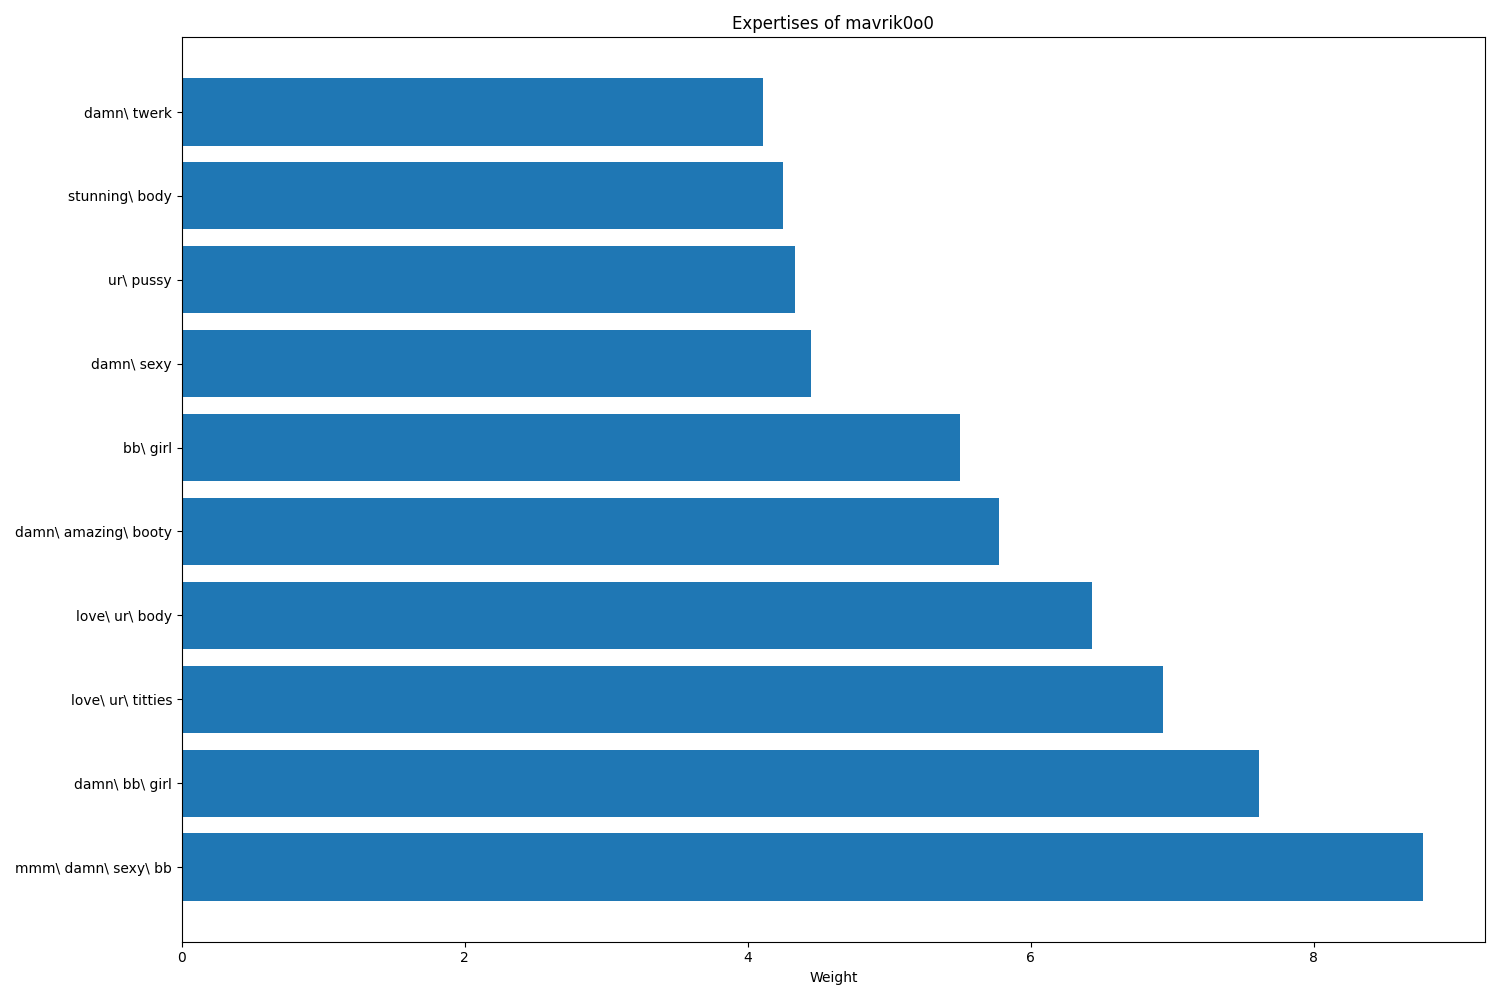 Expertises of mavrik0o0
damn\ twerk
stunning\ body
ur\ pussy
damn\ sexy
bb\ girl
damn\ amazing\ booty
love\ ur\ body
love\ ur\ titties
damn\ bb\ girl
mmm\ damn\ sexy\ bb
0 2 4 6 8
Weight